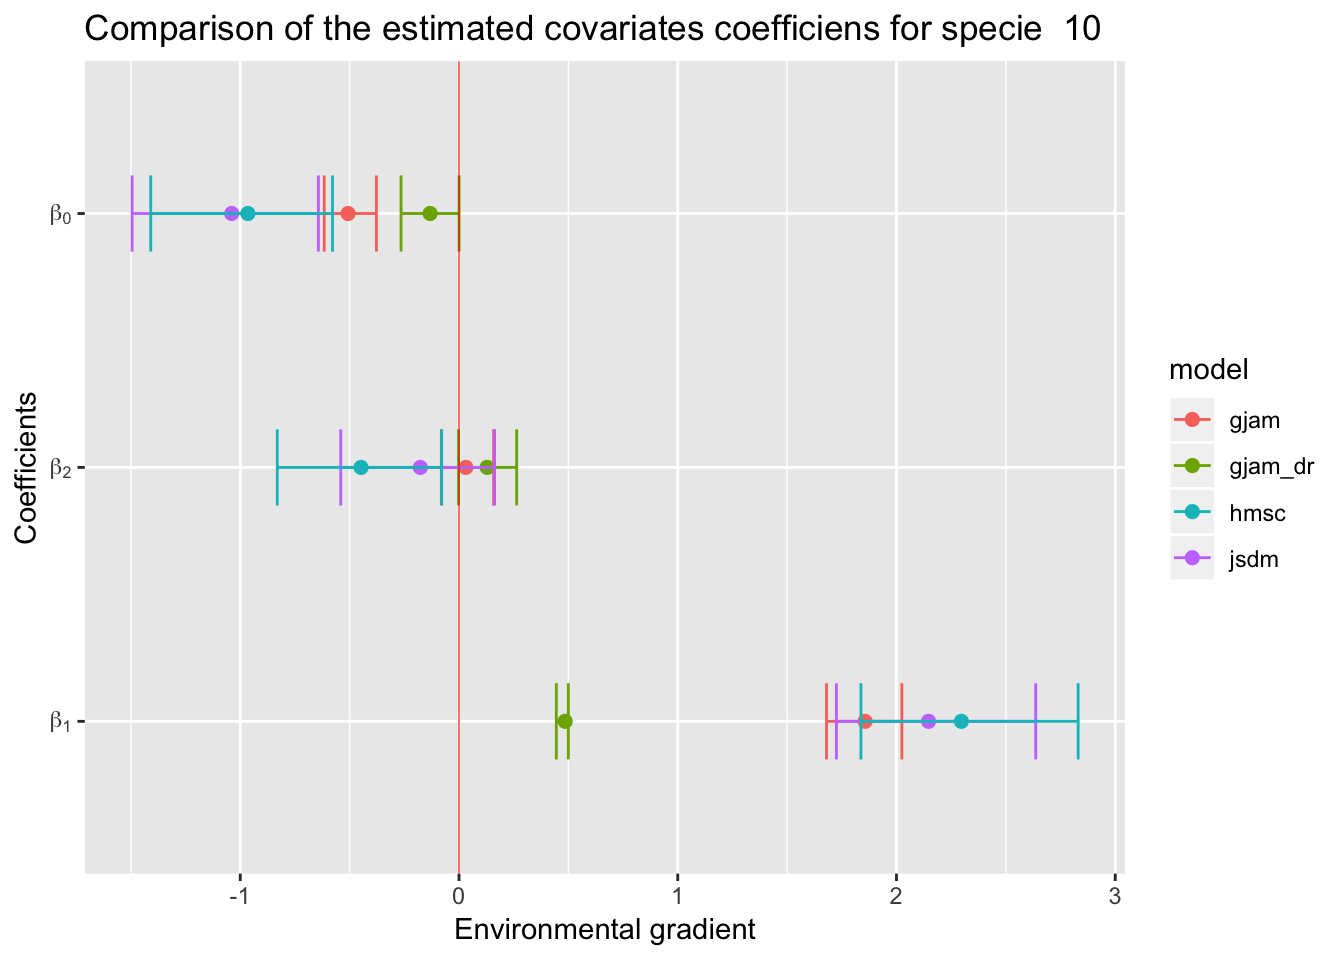 Comparison of the estimated covariates coefficiens for specie  10
β₀
β₂
β₁
Coefficients
-1 0 1 2 3
Environmental gradient
model
gjam
gjam_dr
hmsc
jsdm